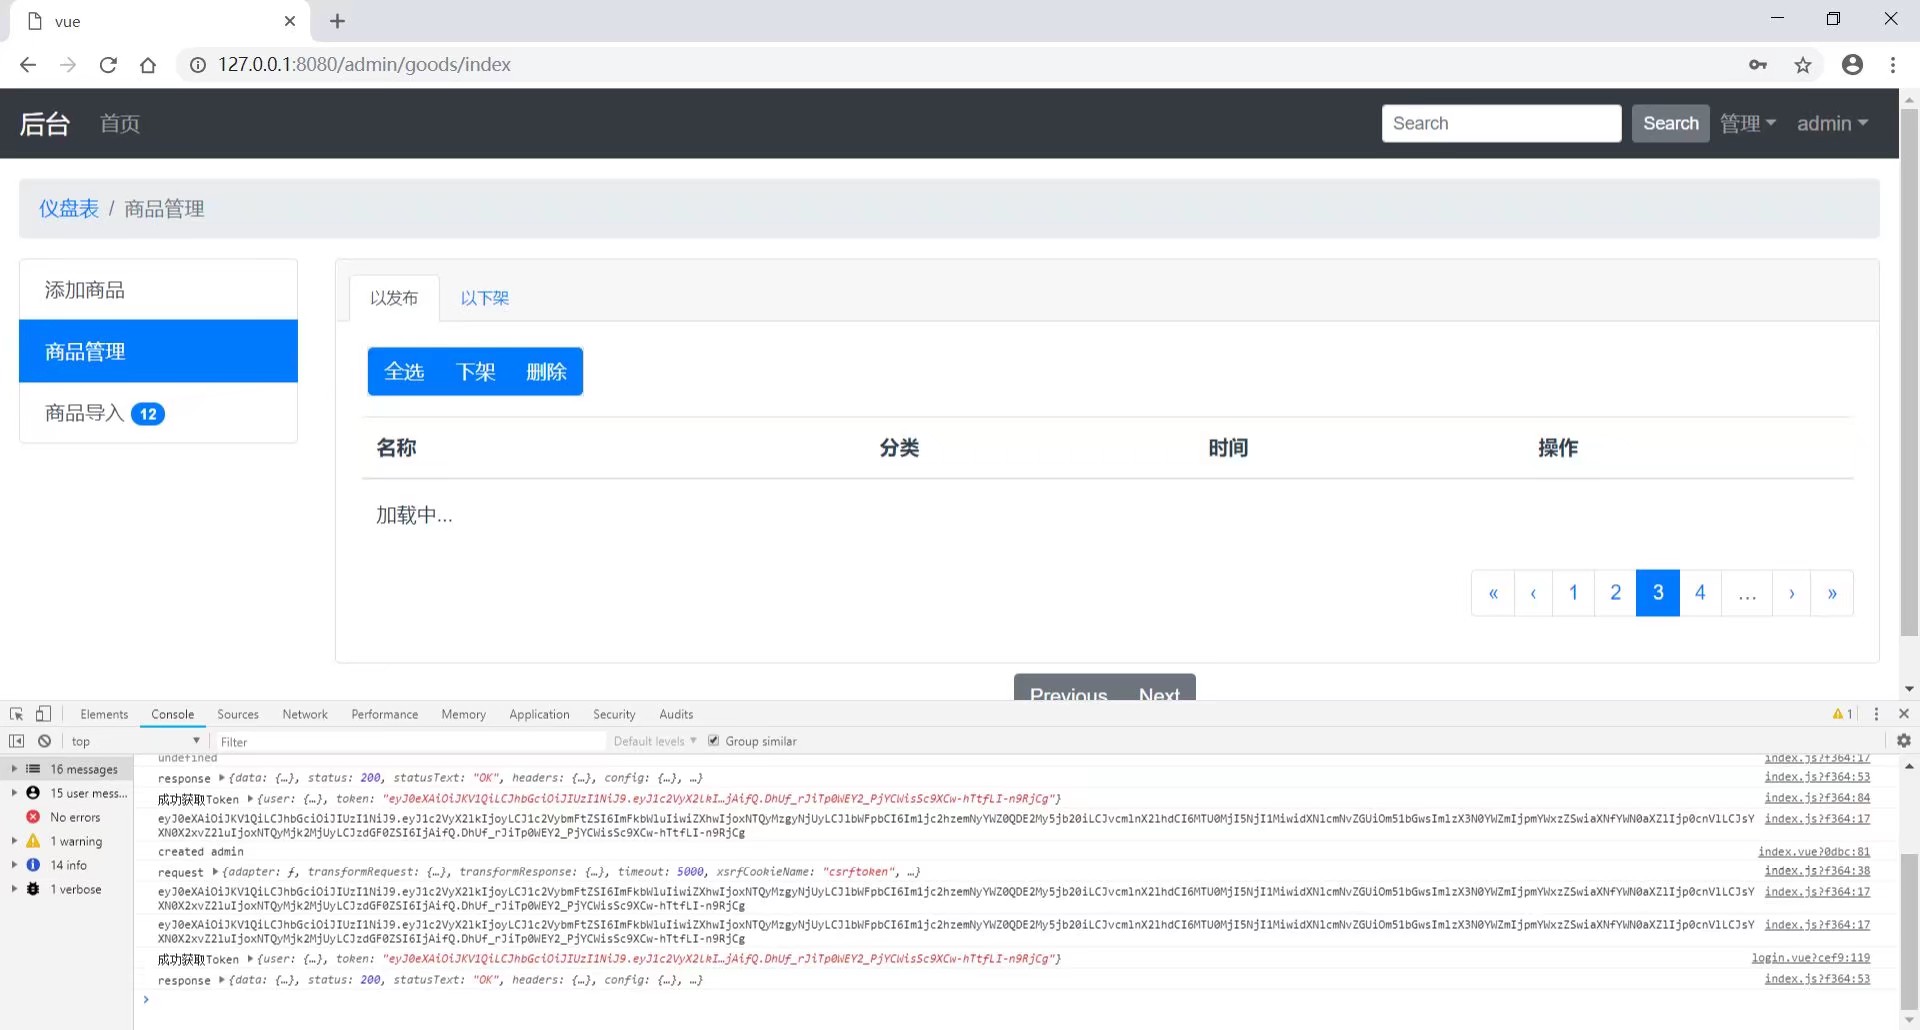 vue
127.0.0.1:8080/admin/goods/index
后台 首页 Search Search 管理 admin
仪盘表 / 商品管理
添加商品
商品管理
商品导入 12
以发布 以下架
全选 下架 删除
名称 分类 时间 操作
加载中...
« ‹ 1 2 3 4 … › »
Previous Next
Elements Console Sources Network Performance Memory Application Security Audits 1
top Filter Default levels Group similar
16 messages
15 user mess...
No errors
1 warning
14 info
1 verbose
undefined index.js?f364:17
response {data: {…}, status: 200, statusText: "OK", headers: {…}, config: {…}, …} index.js?f364:53
成功获取Token {user: {…}, token: "eyJ0eXAiOiJKV1QiLCJhbGciOiJIUzI1NiJ9.eyJ1c2VyX2lkI…jAifQ.DhUf_rJiTp0WEY2_PjYCWisSc9XCw-hTtfLI-n9RjCg"} index.js?f364:84
index.js?f364:17
XN0X2xvZ2luIjoxNTQyMjk2MjUyLCJzdGF0ZSI6IjAifQ.DhUf_rJiTp0WEY2_PjYCWisSc9XCw-hTtfLI-n9RjCg
created admin index.vue?0dbc:81
request {adapter: ƒ, transformRequest: {…}, transformResponse: {…}, timeout: 5000, xsrfCookieName: "csrftoken", …} index.js?f364:38
index.js?f364:17
XN0X2xvZ2luIjoxNTQyMjk2MjUyLCJzdGF0ZSI6IjAifQ.DhUf_rJiTp0WEY2_PjYCWisSc9XCw-hTtfLI-n9RjCg
index.js?f364:17
XN0X2xvZ2luIjoxNTQyMjk2MjUyLCJzdGF0ZSI6IjAifQ.DhUf_rJiTp0WEY2_PjYCWisSc9XCw-hTtfLI-n9RjCg
成功获取Token {user: {…}, token: "eyJ0eXAiOiJKV1QiLCJhbGciOiJIUzI1NiJ9.eyJ1c2VyX2lkI…jAifQ.DhUf_rJiTp0WEY2_PjYCWisSc9XCw-hTtfLI-n9RjCg"} login.vue?cef9:119
response {data: {…}, status: 200, statusText: "OK", headers: {…}, config: {…}, …} index.js?f364:53